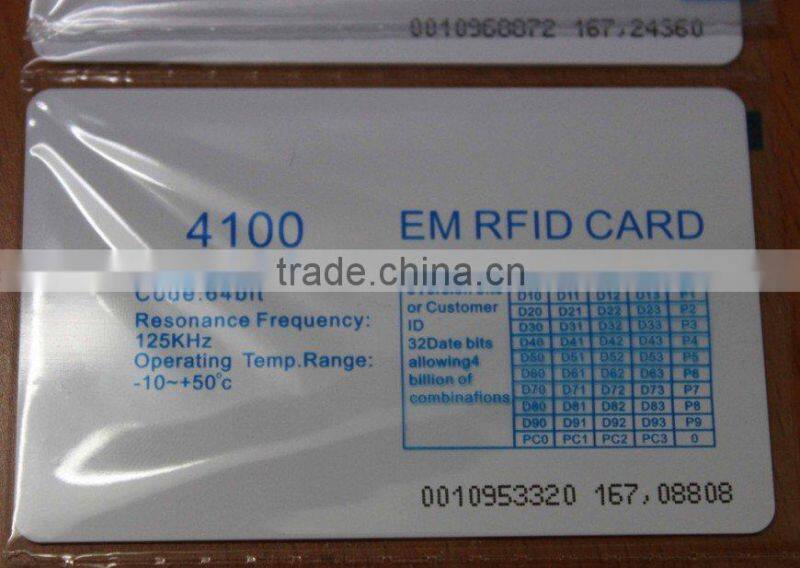 0010968872 167,24360
4100
EM RFID CARD
trade.china.cn
Code:64bit
Resonance Frequency:
125KHz
Operating Temp.Range:
-10~+50℃
or Customer
ID
32Date bits
allowing4
billion of
combinafions
D10 D11 D12 D13 P1
D20 D21 D22 D23 P2
D30 D31 D32 D33 P3
D40 D41 D42 D43 P4
D50 D51 D52 D53 P5
D60 D61 D62 D63 P6
D70 D71 D72 D73 P7
D80 D81 D82 D83 P8
D90 D91 D92 D93 P9
PC0 PC1 PC2 PC3 0
0010953320 167,08808